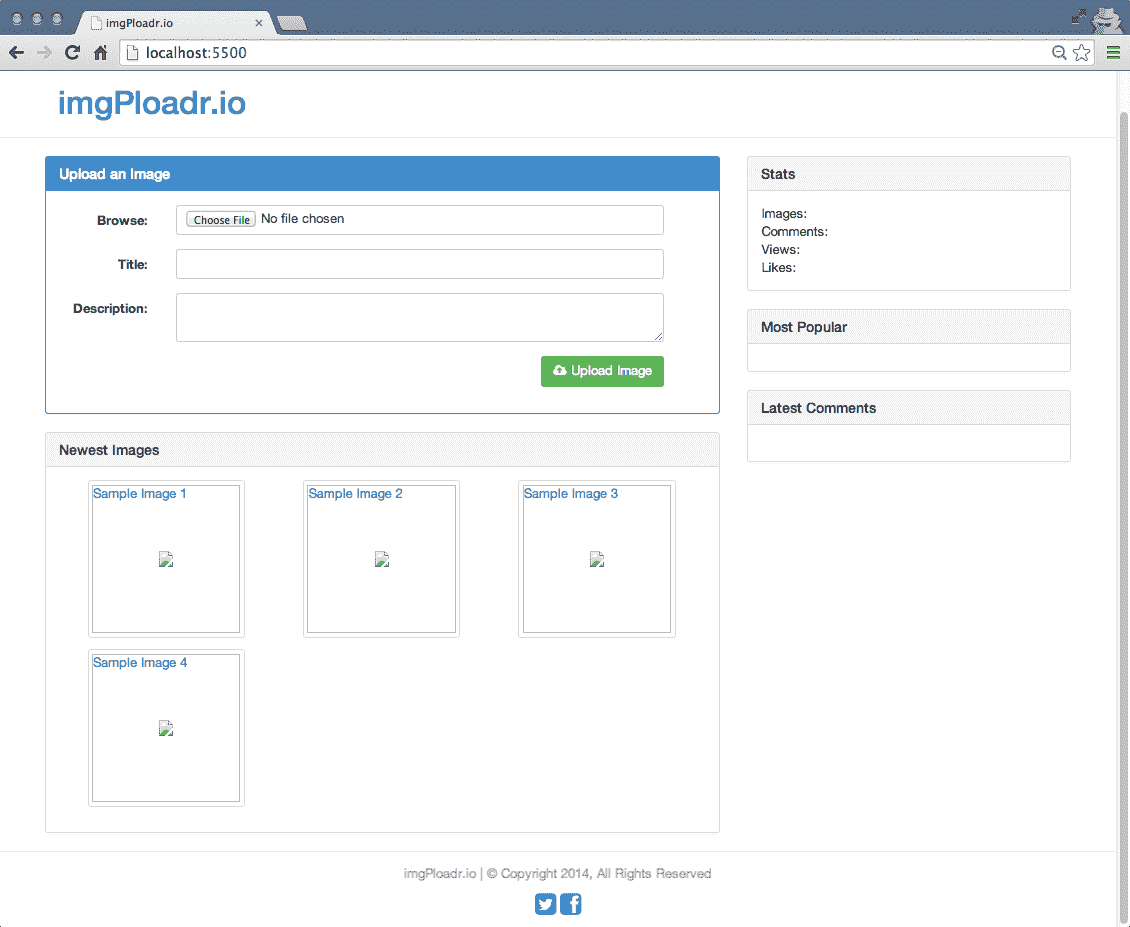 imgPloadr.io
localhost:5500
imgPloadr.io
Upload an Image
Browse: Choose File No file chosen
Title:
Description:
Upload Image
Newest Images
Sample Image 1
Sample Image 2
Sample Image 3
Sample Image 4
Stats
Images:
Comments:
Views:
Likes:
Most Popular
Latest Comments
imgPloadr.io | © Copyright 2014, All Rights Reserved